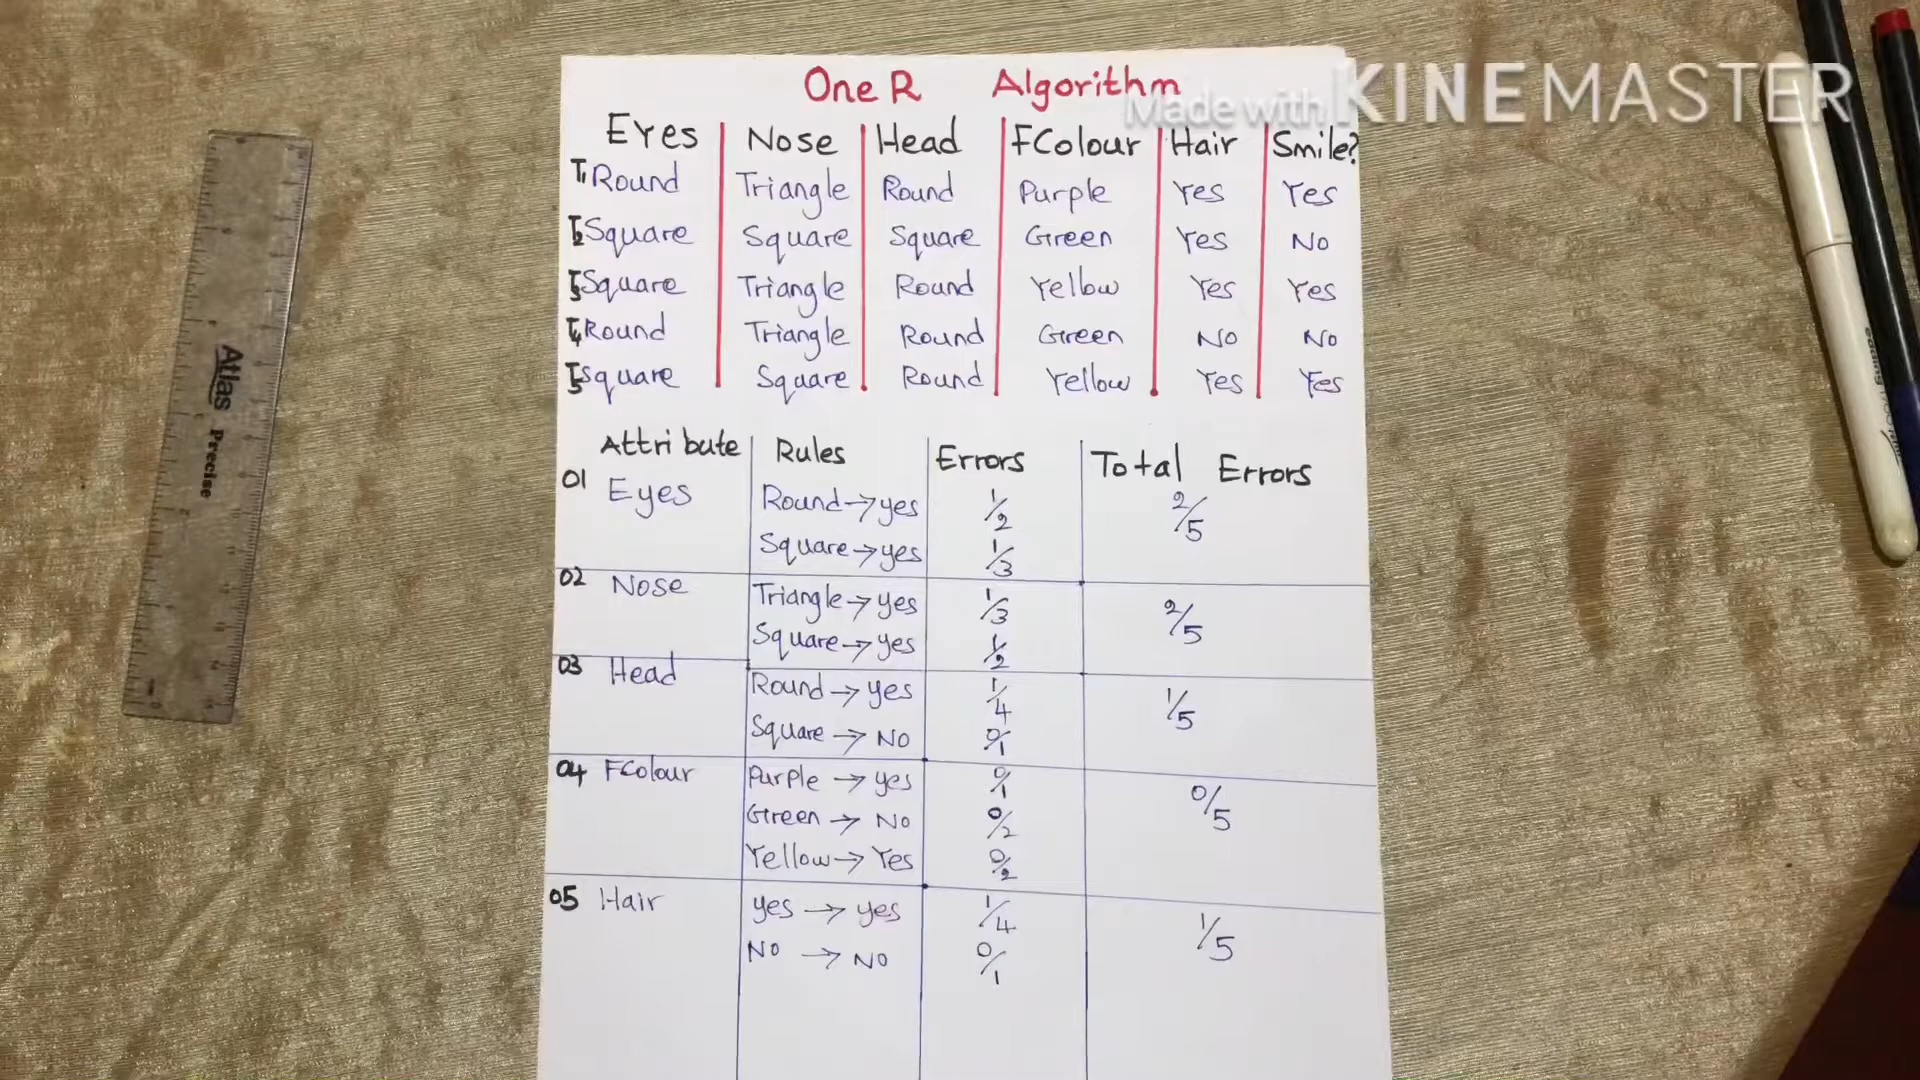 One R Algorithm
Made with KINEMASTER
Eyes Nose Head FColour Hair Smile?
T1 Round Triangle Round Purple Yes Yes
T2 Square Square Square Green Yes No
T3 Square Triangle Round Yellow Yes Yes
T4 Round Triangle Round Green No No
T5 Square Square Round Yellow Yes Yes
Attribute Rules Errors Total Errors
01 Eyes Round → yes 1/2 2/5
Square → yes 1/3
02 Nose Triangle → yes 1/3 2/5
Square → yes 1/2
03 Head Round → yes 1/4 1/5
Square → No 0/1
04 FColour Purple → yes 0/1 0/5
Green → No 0/2
Yellow → Yes 0/2
05 Hair yes → yes 1/4 1/5
No → No 0/1
Atlas Precise